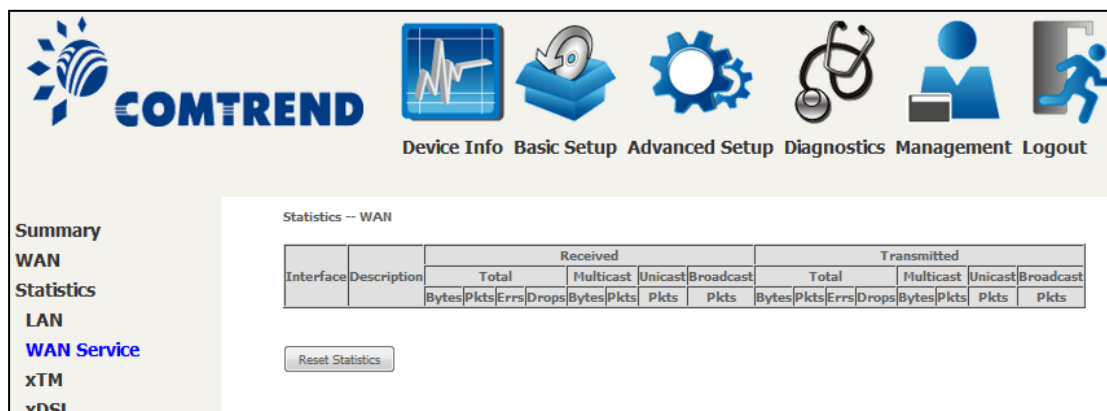 COMTREND
Device Info Basic Setup Advanced Setup Diagnostics Management Logout
Summary
WAN
Statistics
LAN
WAN Service
xTM
xDSL
Statistics -- WAN
Interface Description Received Transmitted
Total Multicast Unicast Broadcast Total Multicast Unicast Broadcast
Bytes Pkts Errs Drops Bytes Pkts Pkts Pkts Bytes Pkts Errs Drops Bytes Pkts Pkts Pkts
Reset Statistics